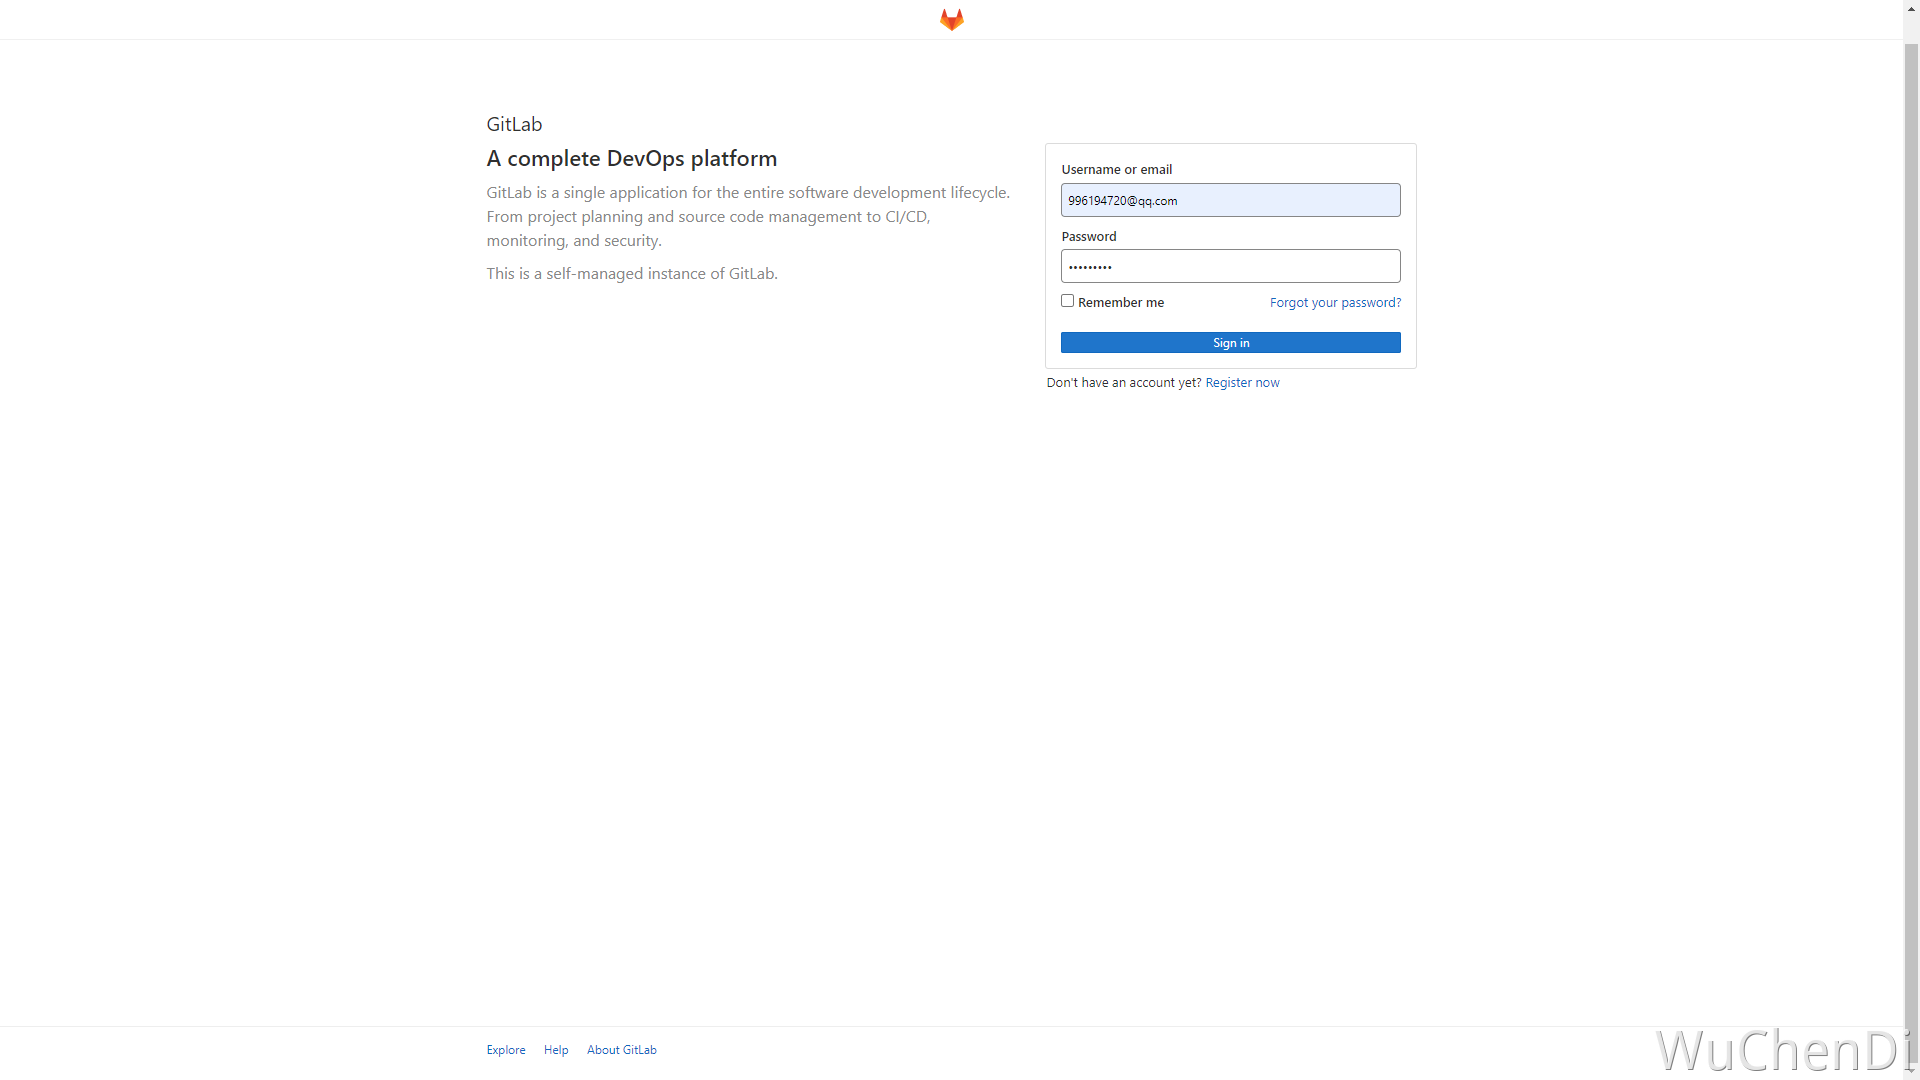 GitLab
A complete DevOps platform
GitLab is a single application for the entire software development lifecycle.
From project planning and source code management to CI/CD,
monitoring, and security.
This is a self-managed instance of GitLab.
Username or email
996194720@qq.com
Password
•••••••••
Remember me
Forgot your password?
Sign in
Don't have an account yet? Register now
Explore
Help
About GitLab
WuChenDi